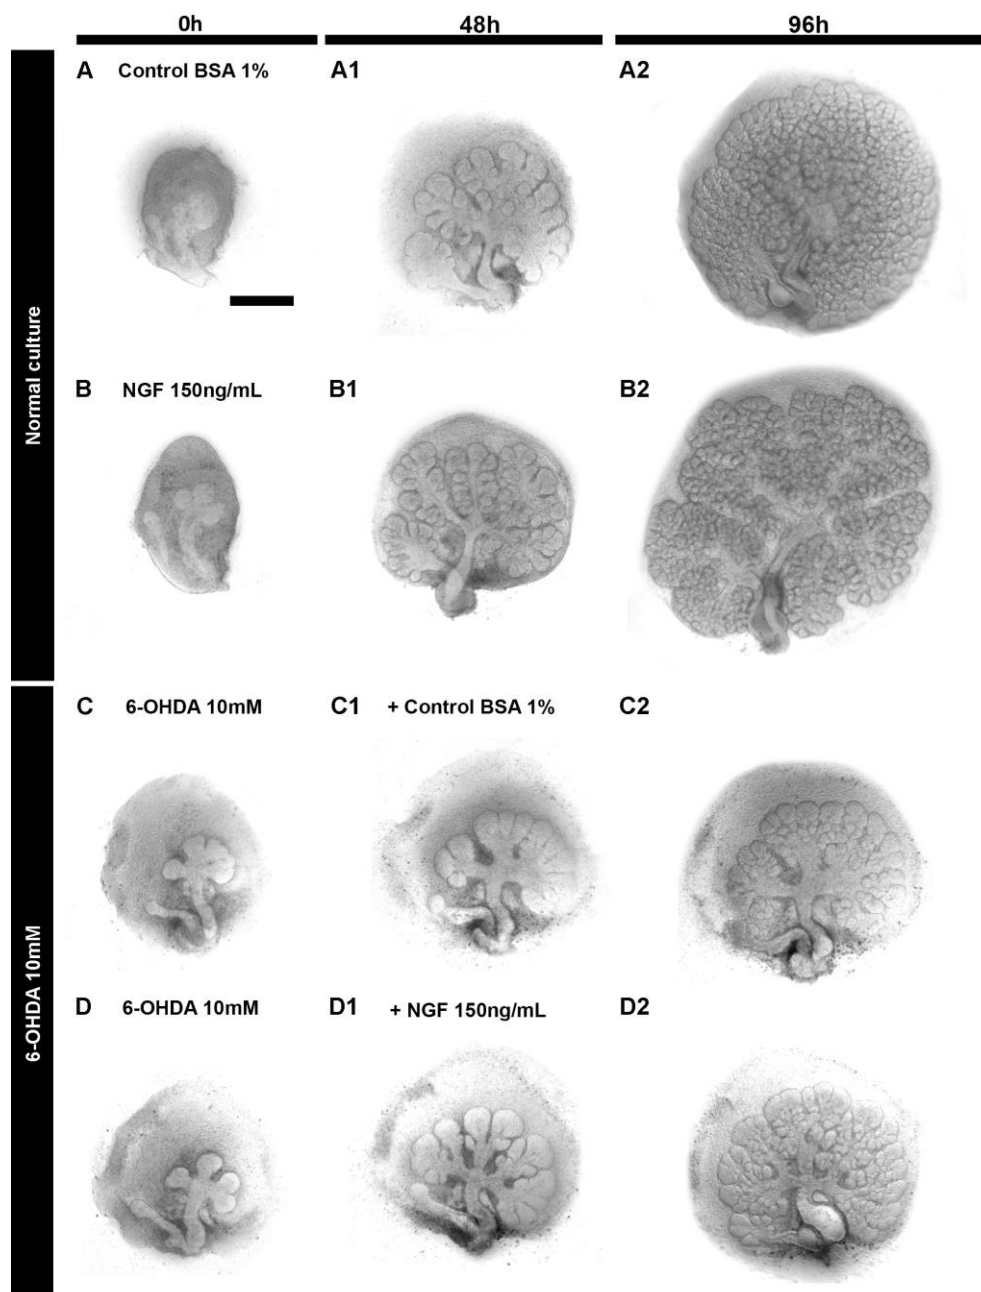 0h 48h 96h
A Control BSA 1% A1 A2
Normal culture
B NGF 150ng/mL B1 B2
C 6-OHDA 10mM C1 + Control BSA 1% C2
6-OHDA 10mM
D 6-OHDA 10mM D1 + NGF 150ng/mL D2